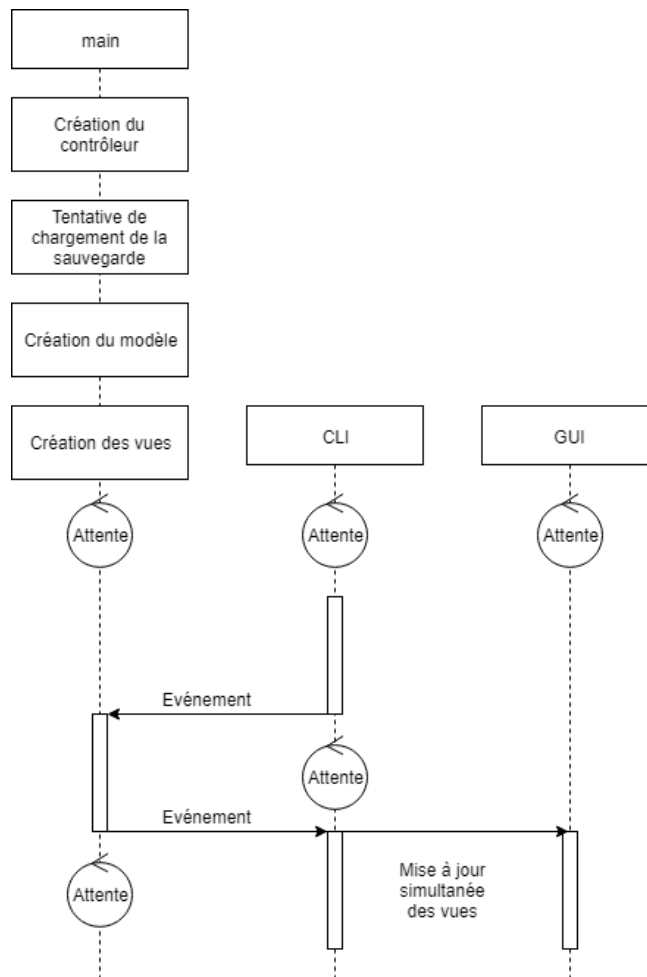 main
Création du
contrôleur
Tentative de
chargement de la
sauvegarde
Création du modèle
Création des vues
CLI
GUI
Attente
Attente
Attente
Evénement
Attente
Evénement
Mise à jour
simultanée
des vues
Attente